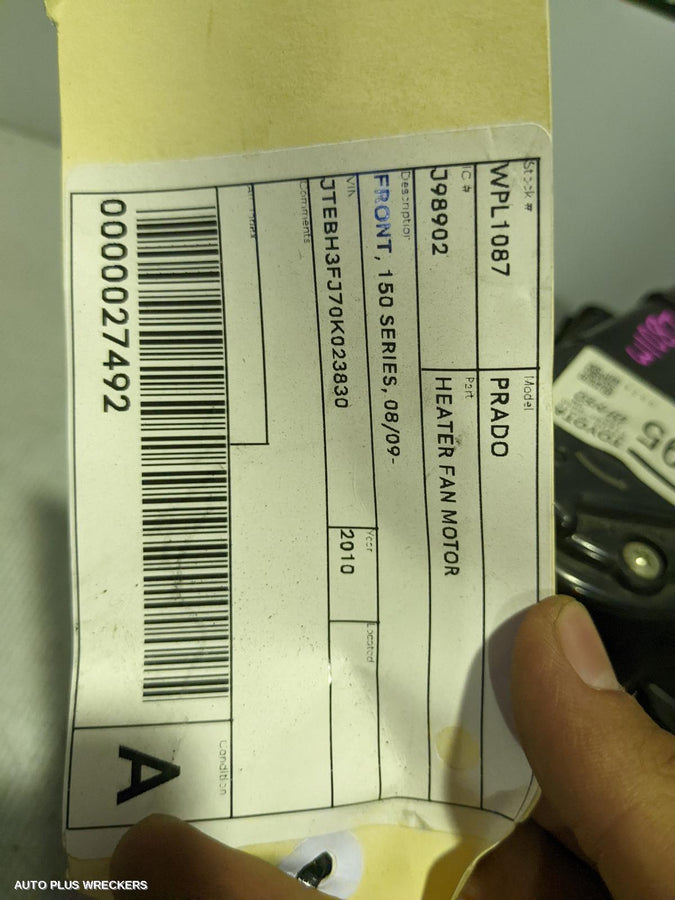 Stock #
WPL1087
Model
PRADO
IC #
J98902
Part
HEATER FAN MOTOR
Description
FRONT, 150 SERIES, 08/09-
VIN
JTEBH3FJ70K023830
Year
2010
Located
Comments
0000027492
Condition
A
AUTO PLUS WRECKERS